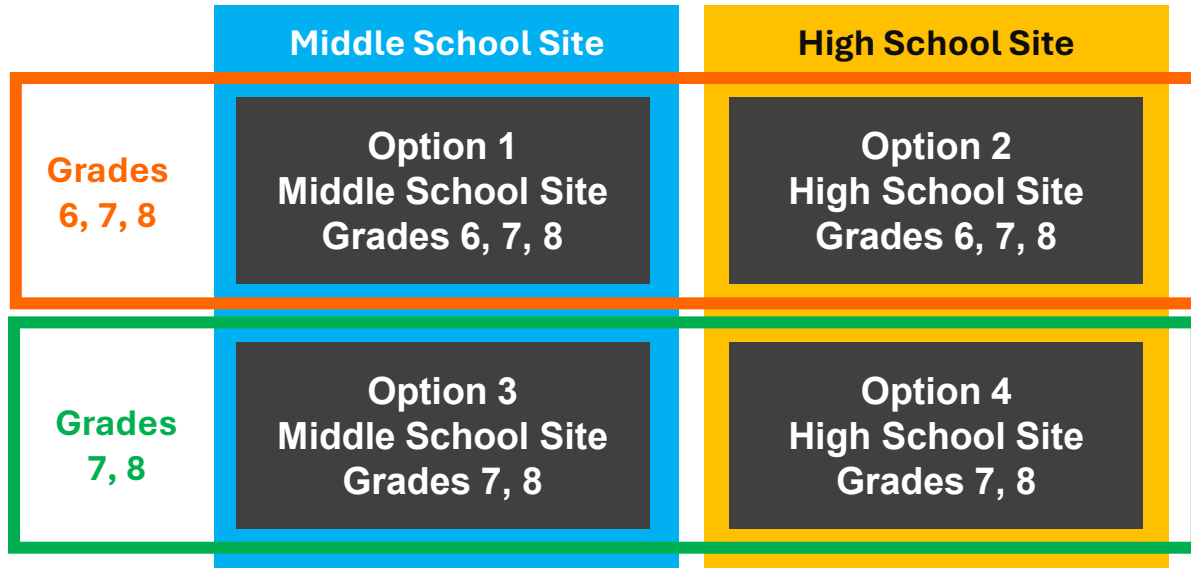 Middle School Site
High School Site
Grades
6, 7, 8
Option 1
Middle School Site
Grades 6, 7, 8
Option 2
High School Site
Grades 6, 7, 8
Grades
7, 8
Option 3
Middle School Site
Grades 7, 8
Option 4
High School Site
Grades 7, 8